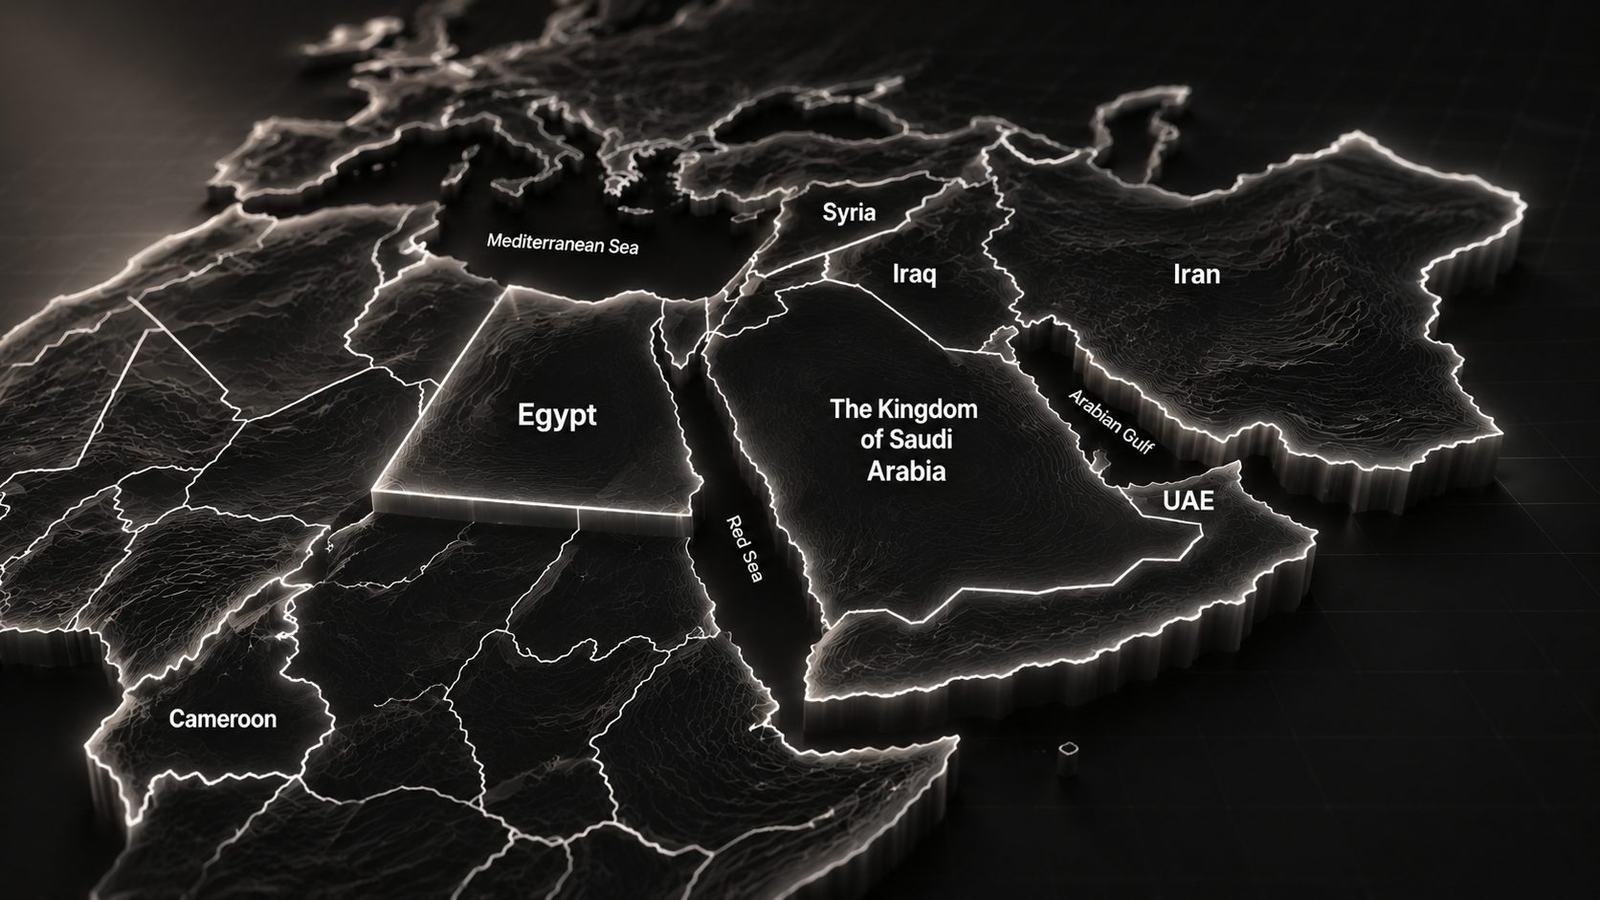 Syria
Mediterranean Sea
Iraq
Iran
Egypt
The Kingdom
of Saudi
Arabia
Arabian Gulf
UAE
Red Sea
Cameroon